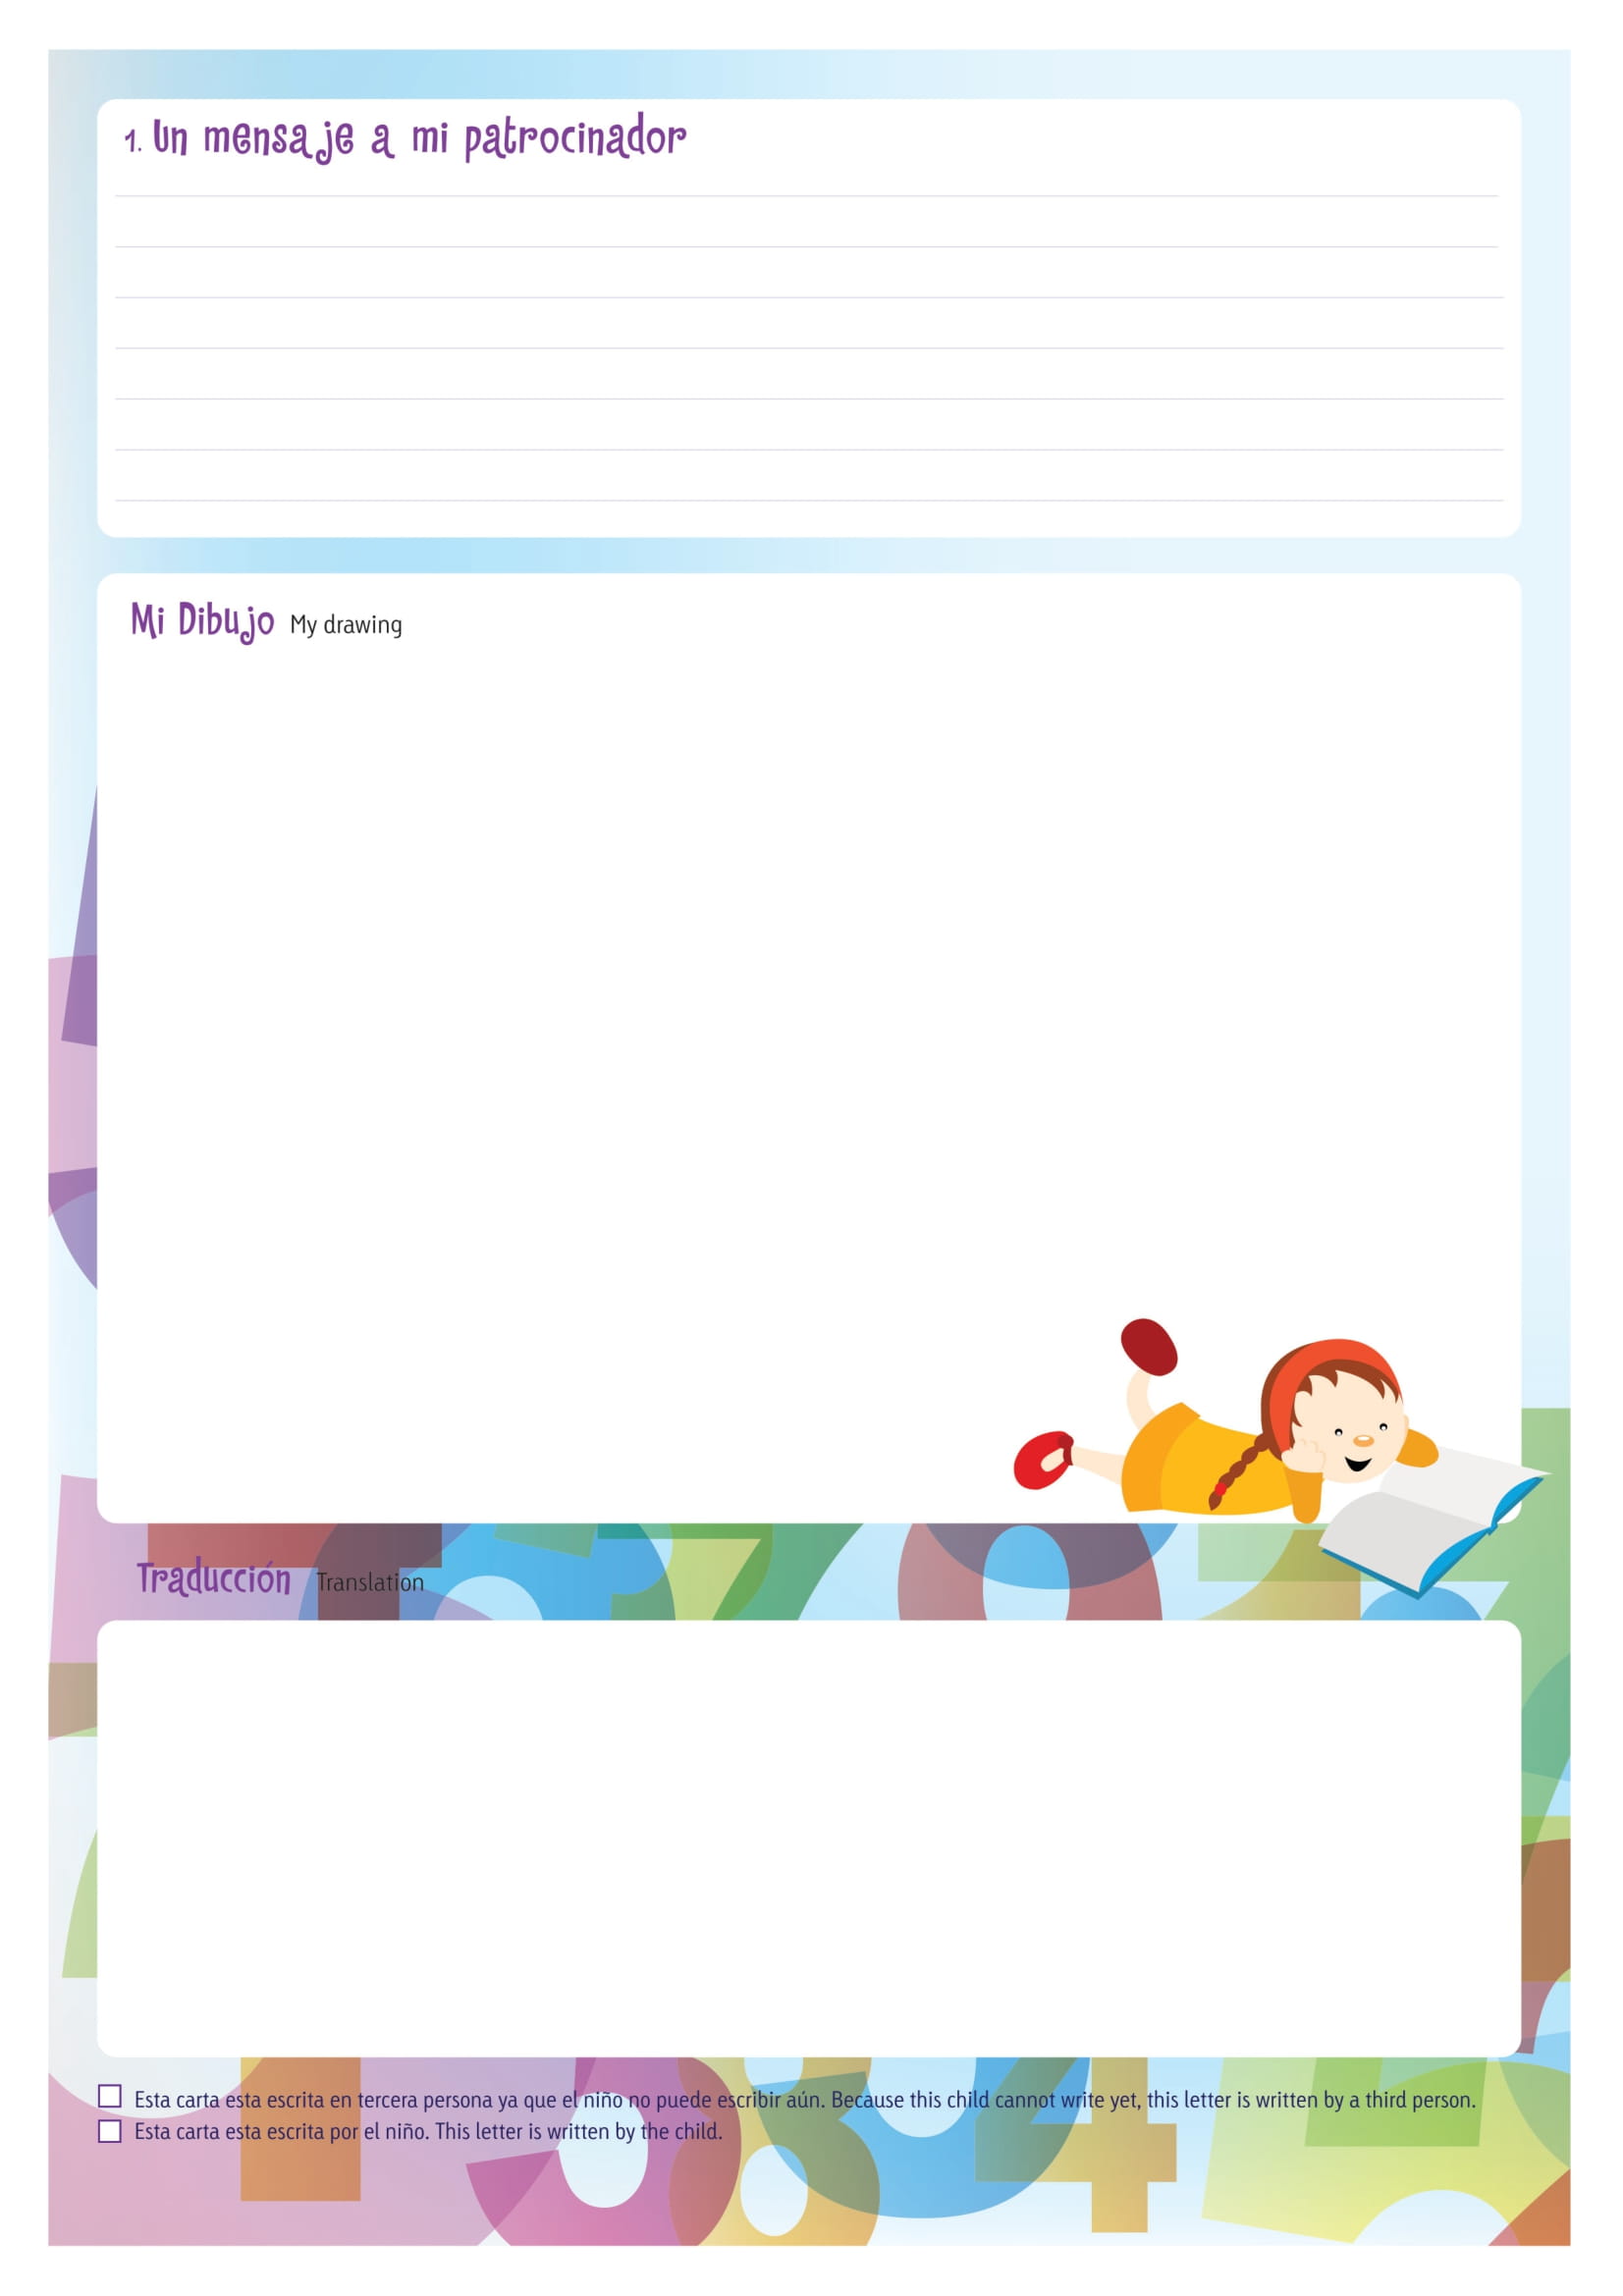 1. Un mensaje a mi patrocinador
Mi Dibujo My drawing
Traducción Translation
Esta carta esta escrita en tercera persona ya que el niño no puede escribir aún. Because this child cannot write yet, this letter is written by a third person.
Esta carta esta escrita por el niño. This letter is written by the child.